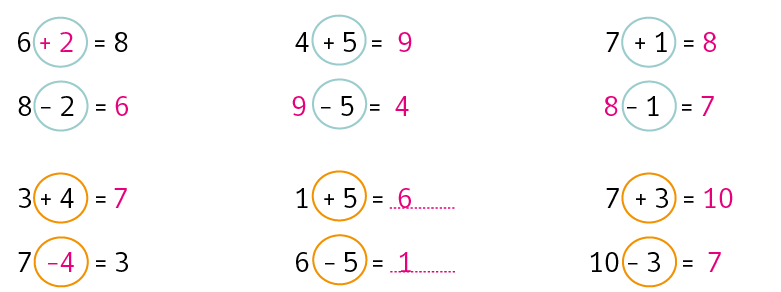 6 + 2 = 8    4 + 5 = 9    7 + 1 = 8
8 − 2 = 6    9 − 5 = 4    8 − 1 = 7
3 + 4 = 7    1 + 5 = 6    7 + 3 = 10
7 −4 = 3    6 − 5 = 1    10 − 3 = 7